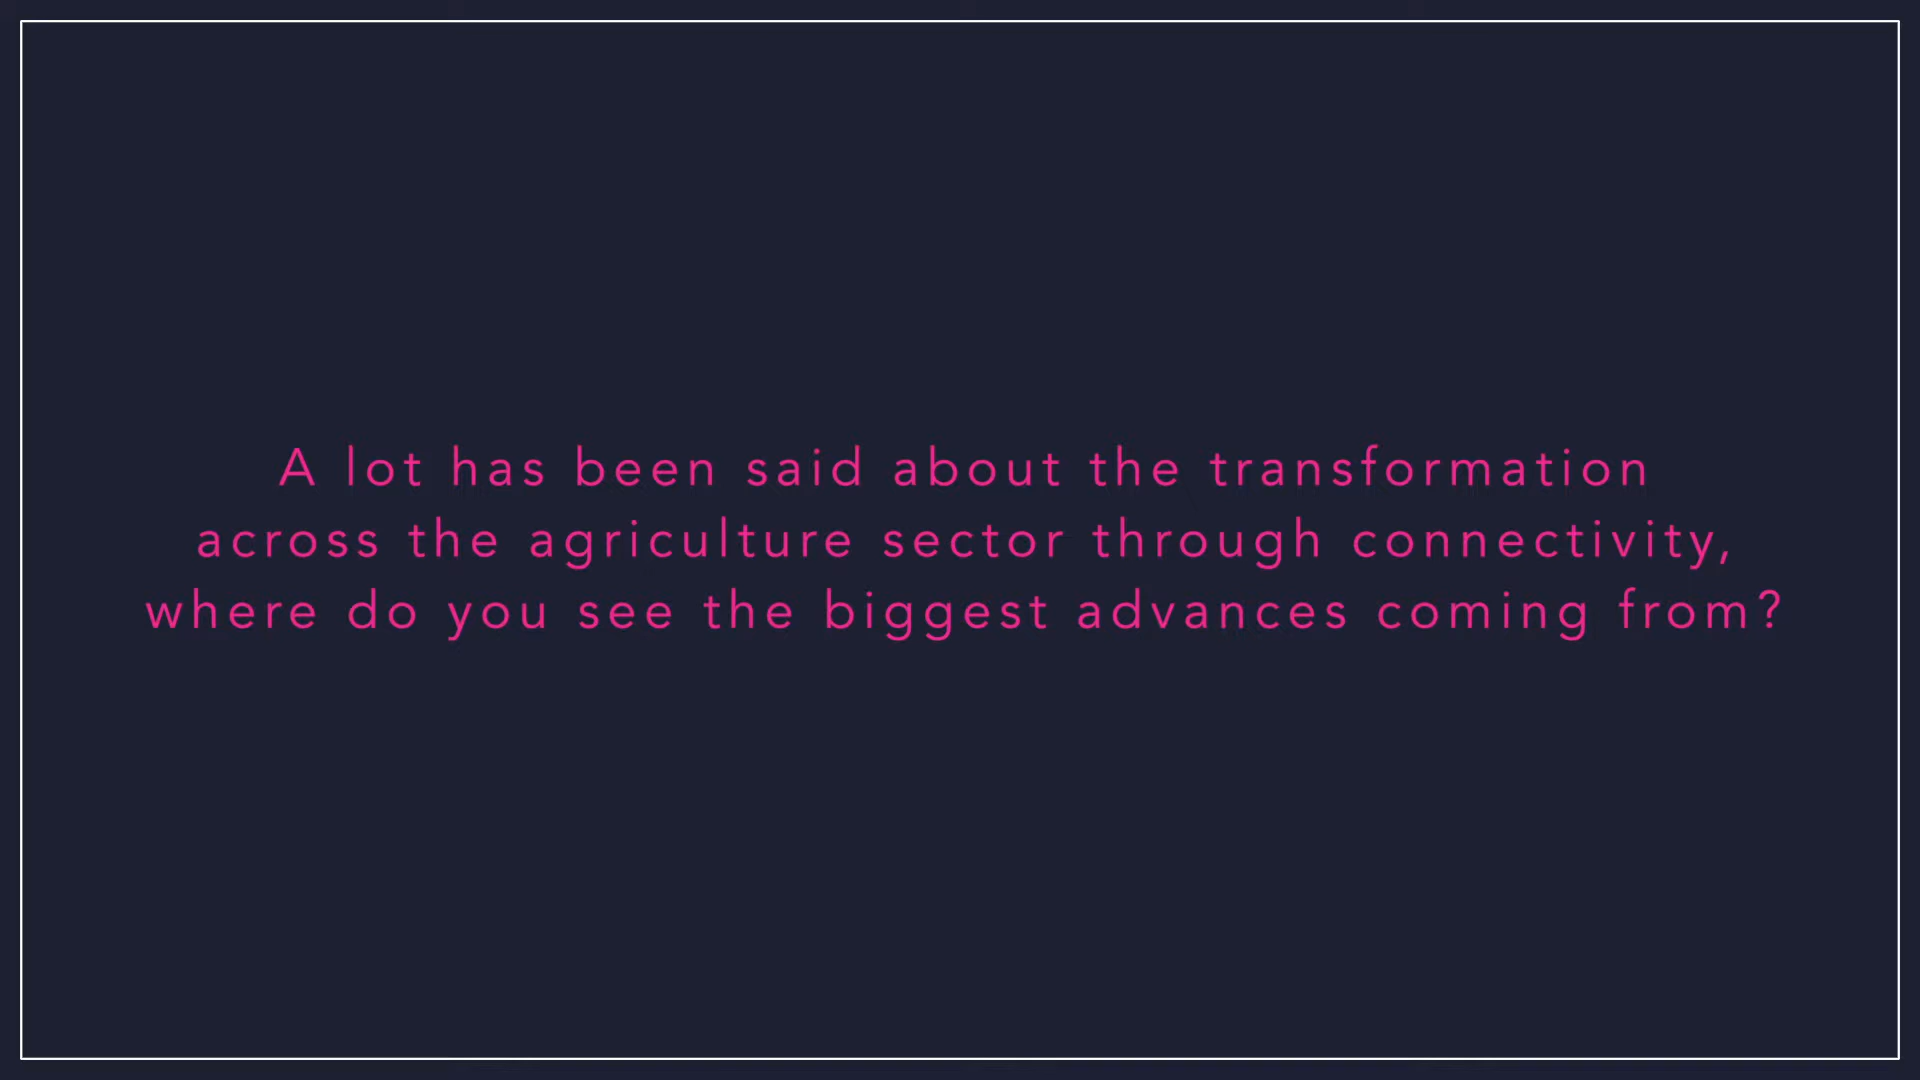 A lot has been said about the transformation
across the agriculture sector through connectivity,
where do you see the biggest advances coming from?